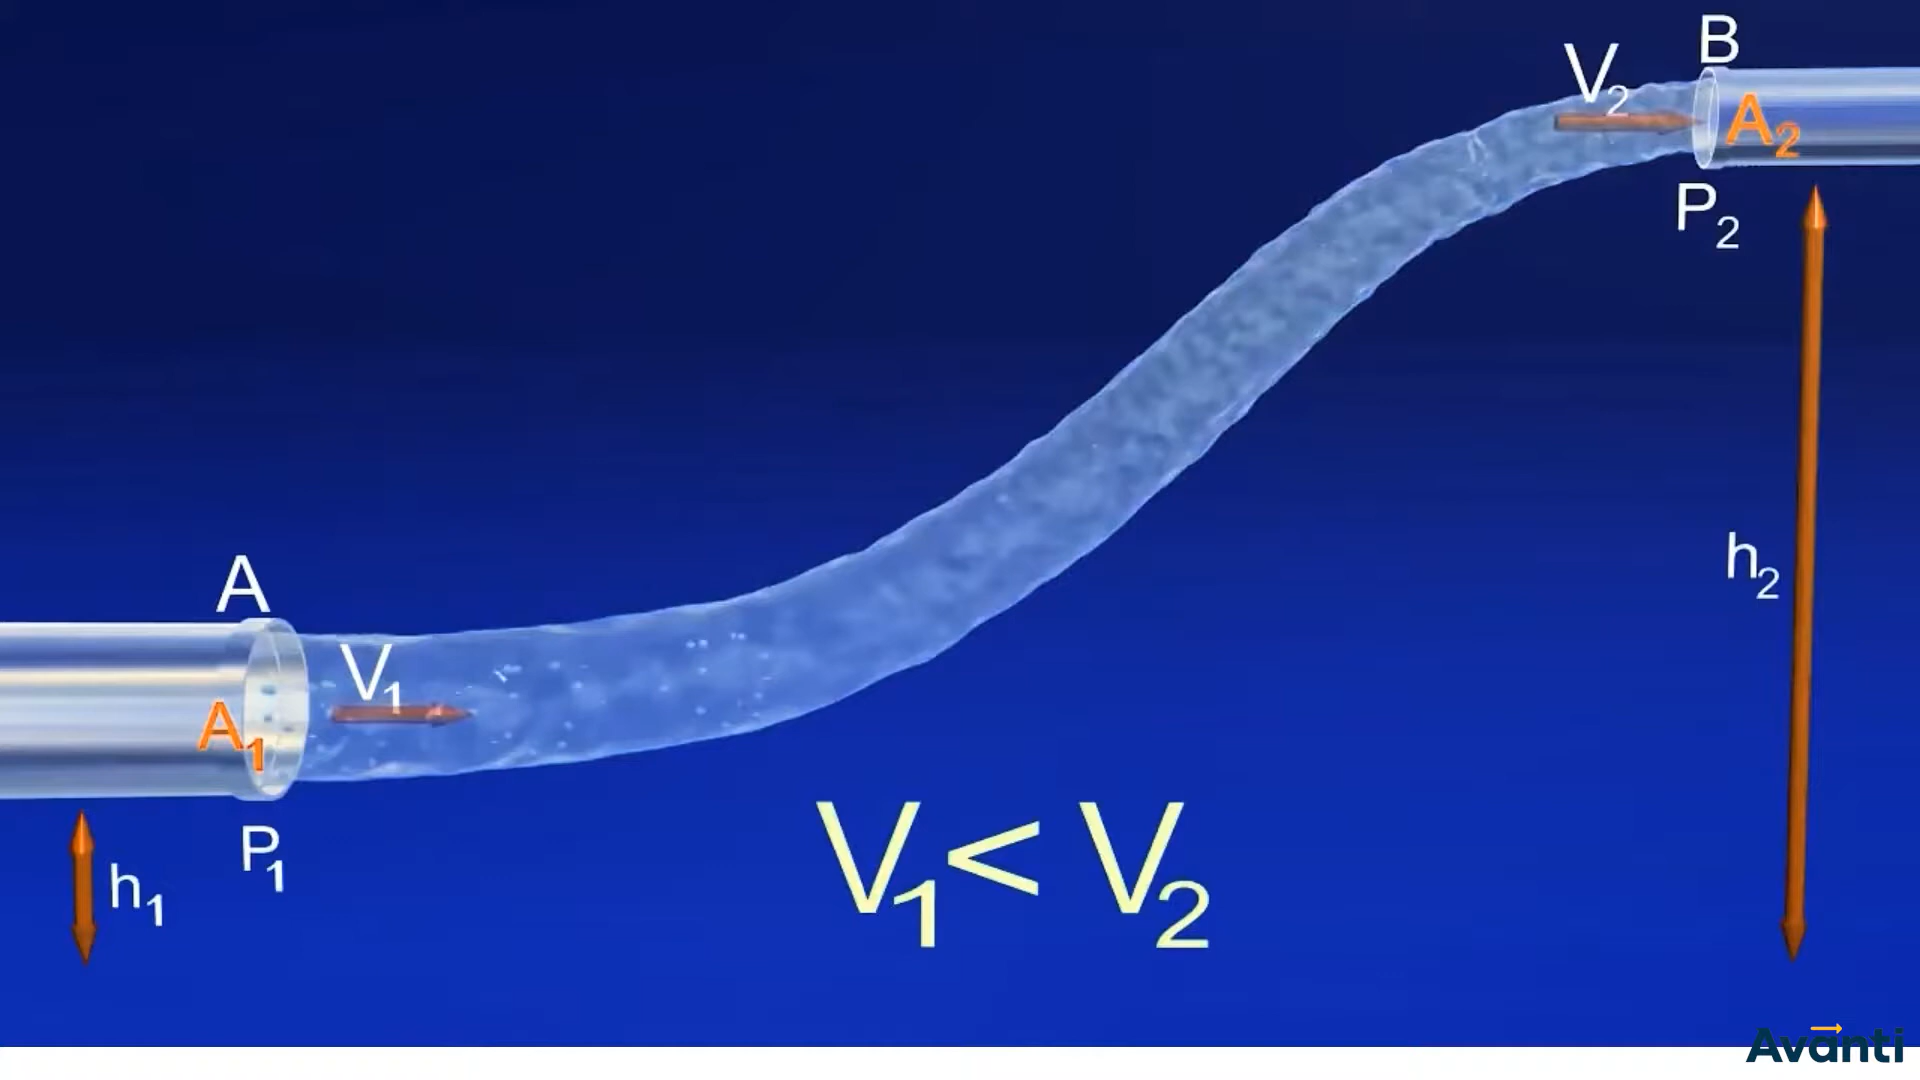 B
V₂
A₂
P₂
h₂
A
V₁
A₁
P₁
h₁
V₁< V₂
Avanti